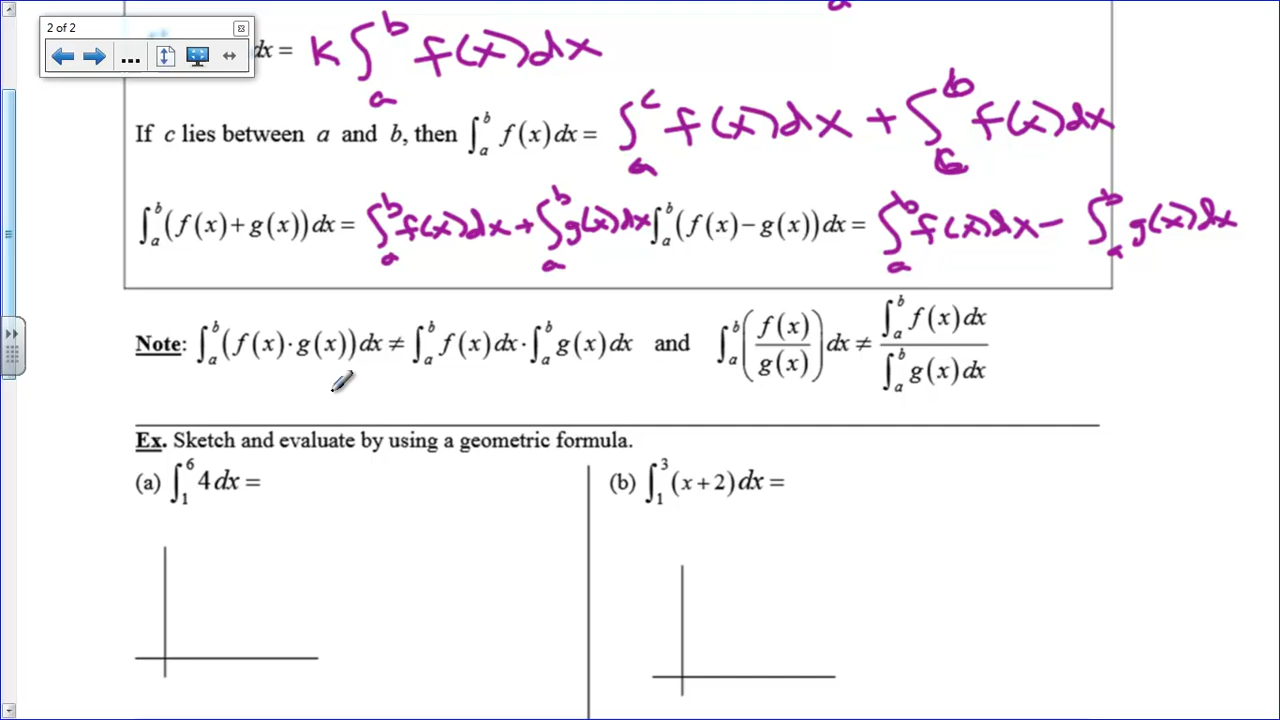 2 of 2
dx = K ∫_a^b f(x)dx
If c lies between a and b, then ∫_a^b f(x)dx = ∫_a^c f(x)dx + ∫_c^b f(x)dx
∫_a^b (f(x)+g(x))dx = ∫_a^b f(x)dx + ∫_a^b g(x)dx ∫_a^b (f(x)−g(x))dx = ∫_a^b f(x)dx − ∫_a^b g(x)dx
Note: ∫_a^b (f(x)·g(x))dx ≠ ∫_a^b f(x)dx·∫_a^b g(x)dx and ∫_a^b (f(x)/g(x))dx ≠ ∫_a^b f(x)dx / ∫_a^b g(x)dx
Ex. Sketch and evaluate by using a geometric formula.
(a) ∫_1^6 4dx =
(b) ∫_1^3 (x+2)dx =